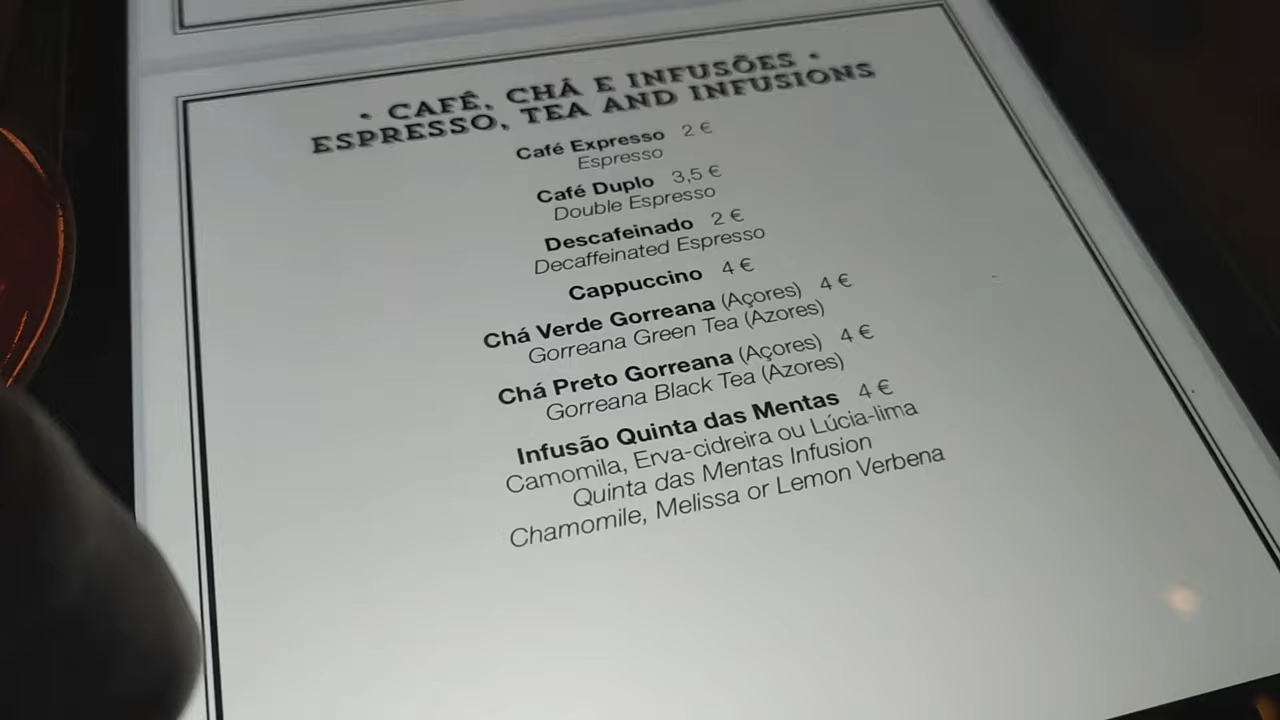 • CAFÉ, CHÁ E INFUSÕES •
ESPRESSO, TEA AND INFUSIONS
Café Expresso 2 €
Espresso
Café Duplo 3,5 €
Double Espresso
Descafeinado 2 €
Decaffeinated Espresso
Cappuccino 4 €
Chá Verde Gorreana (Açores) 4 €
Gorreana Green Tea (Azores)
Chá Preto Gorreana (Açores) 4 €
Gorreana Black Tea (Azores)
Infusão Quinta das Mentas 4 €
Camomila, Erva-cidreira ou Lúcia-lima
Quinta das Mentas Infusion
Chamomile, Melissa or Lemon Verbena